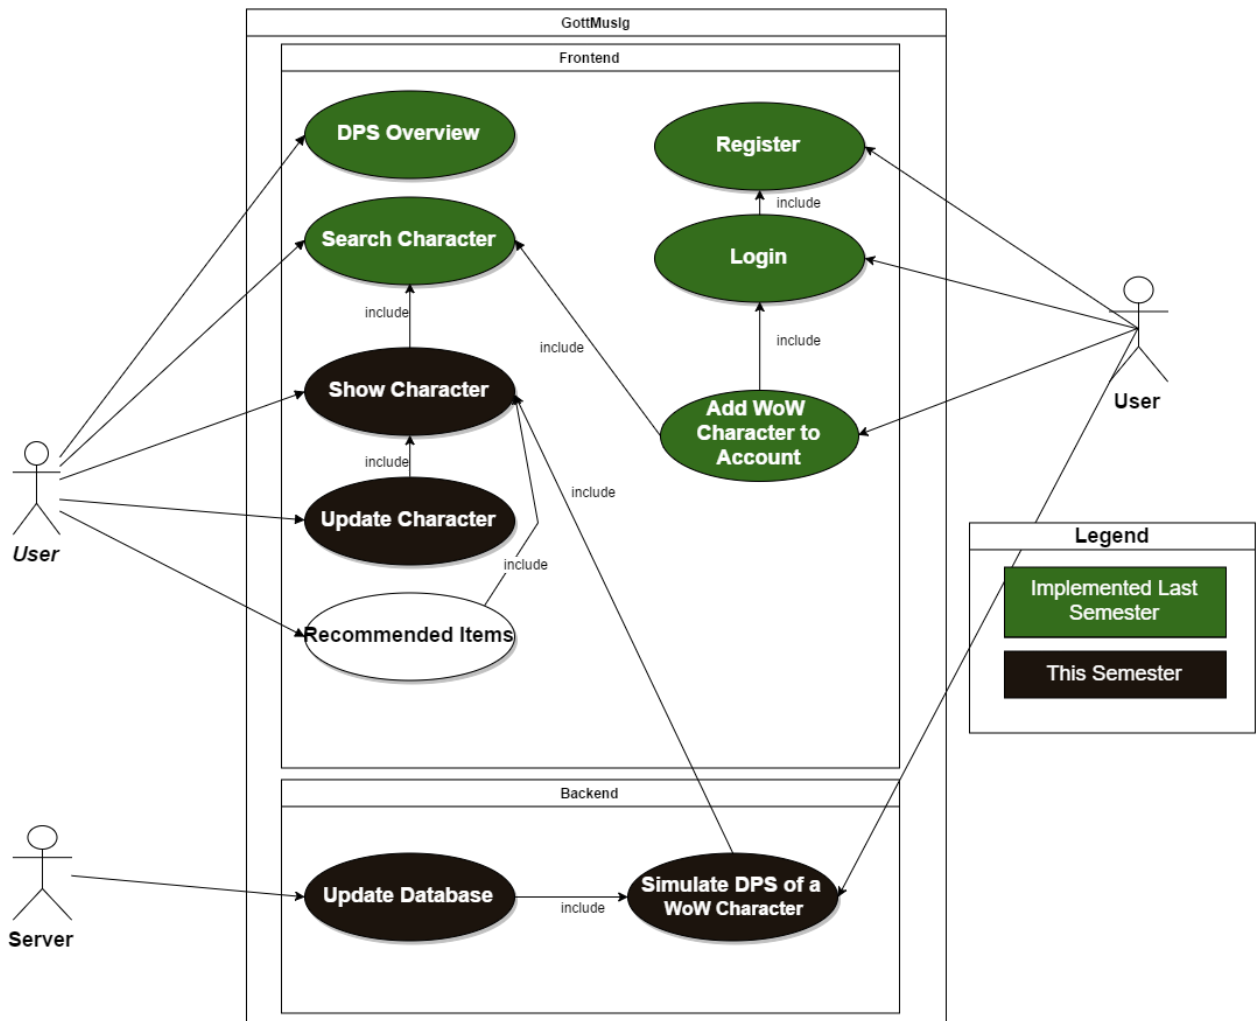 GottMusIg
Frontend
DPS Overview
Register
include
Search Character
Login
include
include
include
Show Character
Add WoW
Character to
Account
User
include
include
Update Character
User
include
Recommended Items
Legend
Implemented Last
Semester
This Semester
Backend
Update Database
include
Simulate DPS of a
WoW Character
Server